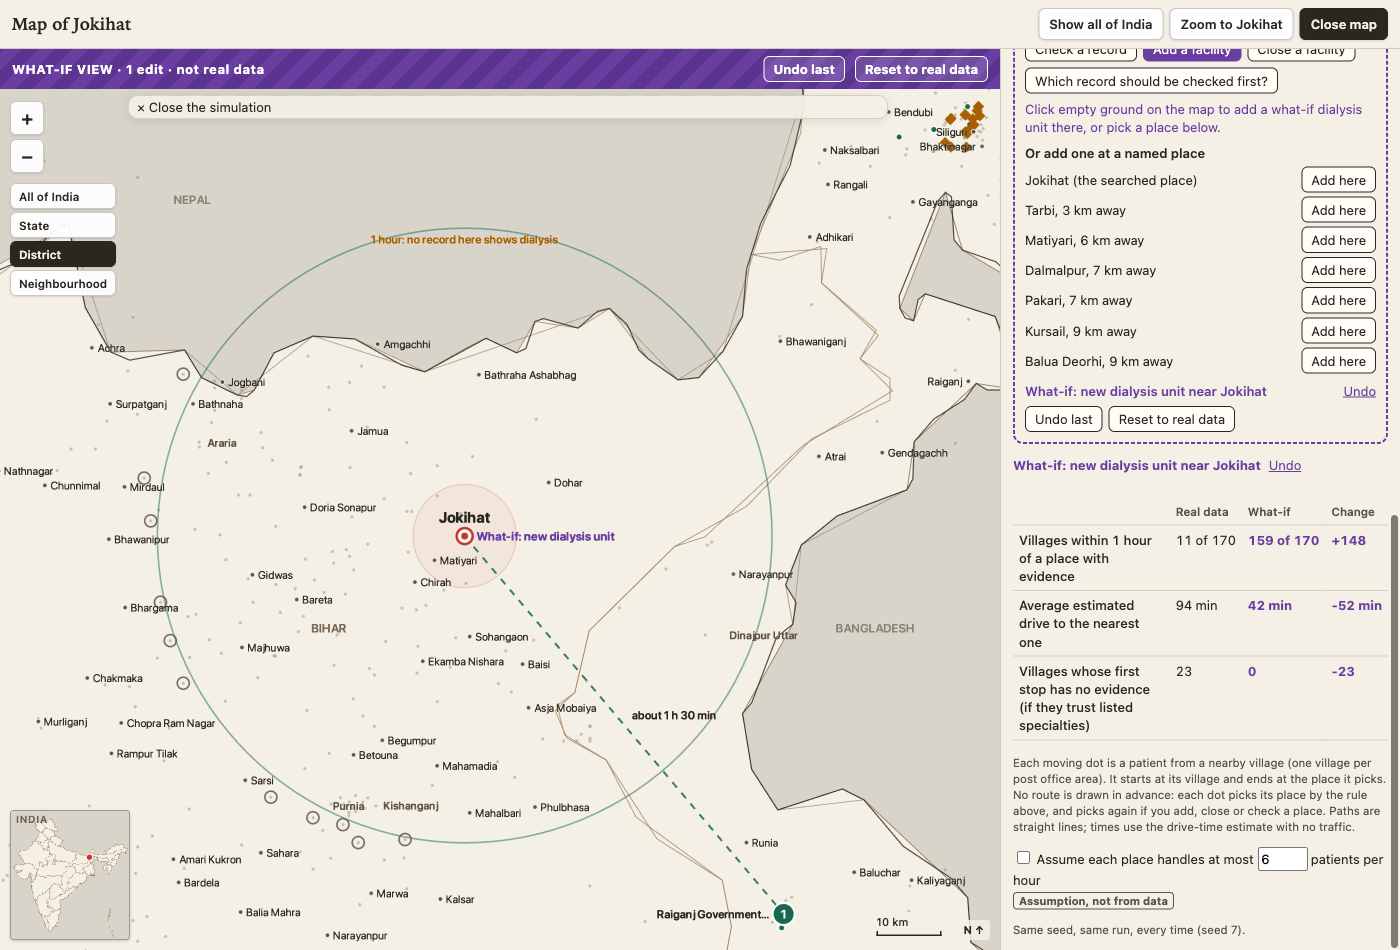 Map of Jokihat
Show all of India
Zoom to Jokihat
Close map
WHAT-IF VIEW · 1 edit · not real data
Undo last
Reset to real data
× Close the simulation
+
−
All of India
State
District
Neighbourhood
NEPAL
1 hour: no record here shows dialysis
Bendubi
Siliguri
Bhaktinagar
Naksalbari
Rangali
Gayanganga
Adhikari
Achra
Amgachhi
Bhawaniganj
Jogbani
Bathraha Ashabhag
Raiganj
Surpatganj
Bathnaha
Jamua
Araria
Atrai
Gendagachh
Nathnagar
Chunnimal
Mirdaul
Dohar
Doria Sonapur
Jokihat
What-if: new dialysis unit
Bhawanipur
Matiyari
Gidwas
Chirah
Narayanpur
Bhargama
Bareta
BIHAR
Sohangaon
Dinajpur Uttar
BANGLADESH
Majhuwa
Ekamba Nishara
Baisi
Chakmaka
Asja Mobaiya
about 1 h 30 min
Murliganj
Chopra Ram Nagar
Begumpur
Rampur Tilak
Betouna
Mahamadia
Sarsi
Purnia
Kishanganj
Mahalbari
Phulbhasa
INDIA
Runia
Amari Kukron
Sahara
Baluchar
Kaliyaganj
Bardela
Marwa
Kalsar
Balia Mahra
Raiganj Government...
1
Narayanpur
10 km
N ↑
Check a record
Add a facility
Close a facility
Which record should be checked first?
Click empty ground on the map to add a what-if dialysis
unit there, or pick a place below.
Or add one at a named place
Jokihat (the searched place)
Add here
Tarbi, 3 km away
Add here
Matiyari, 6 km away
Add here
Dalmalpur, 7 km away
Add here
Pakari, 7 km away
Add here
Kursail, 9 km away
Add here
Balua Deorhi, 9 km away
Add here
What-if: new dialysis unit near Jokihat
Undo
Undo last
Reset to real data
What-if: new dialysis unit near Jokihat Undo
Real data What-if Change
Villages within 1 hour 11 of 170 159 of 170 +148
of a place with
evidence
Average estimated 94 min 42 min -52 min
drive to the nearest
one
Villages whose first 23 0 -23
stop has no evidence
(if they trust listed
specialties)
Each moving dot is a patient from a nearby village (one village per
post office area). It starts at its village and ends at the place it picks.
No route is drawn in advance: each dot picks its place by the rule
above, and picks again if you add, close or check a place. Paths are
straight lines; times use the drive-time estimate with no traffic.
Assume each place handles at most 6 patients per
hour
Assumption, not from data
Same seed, same run, every time (seed 7).